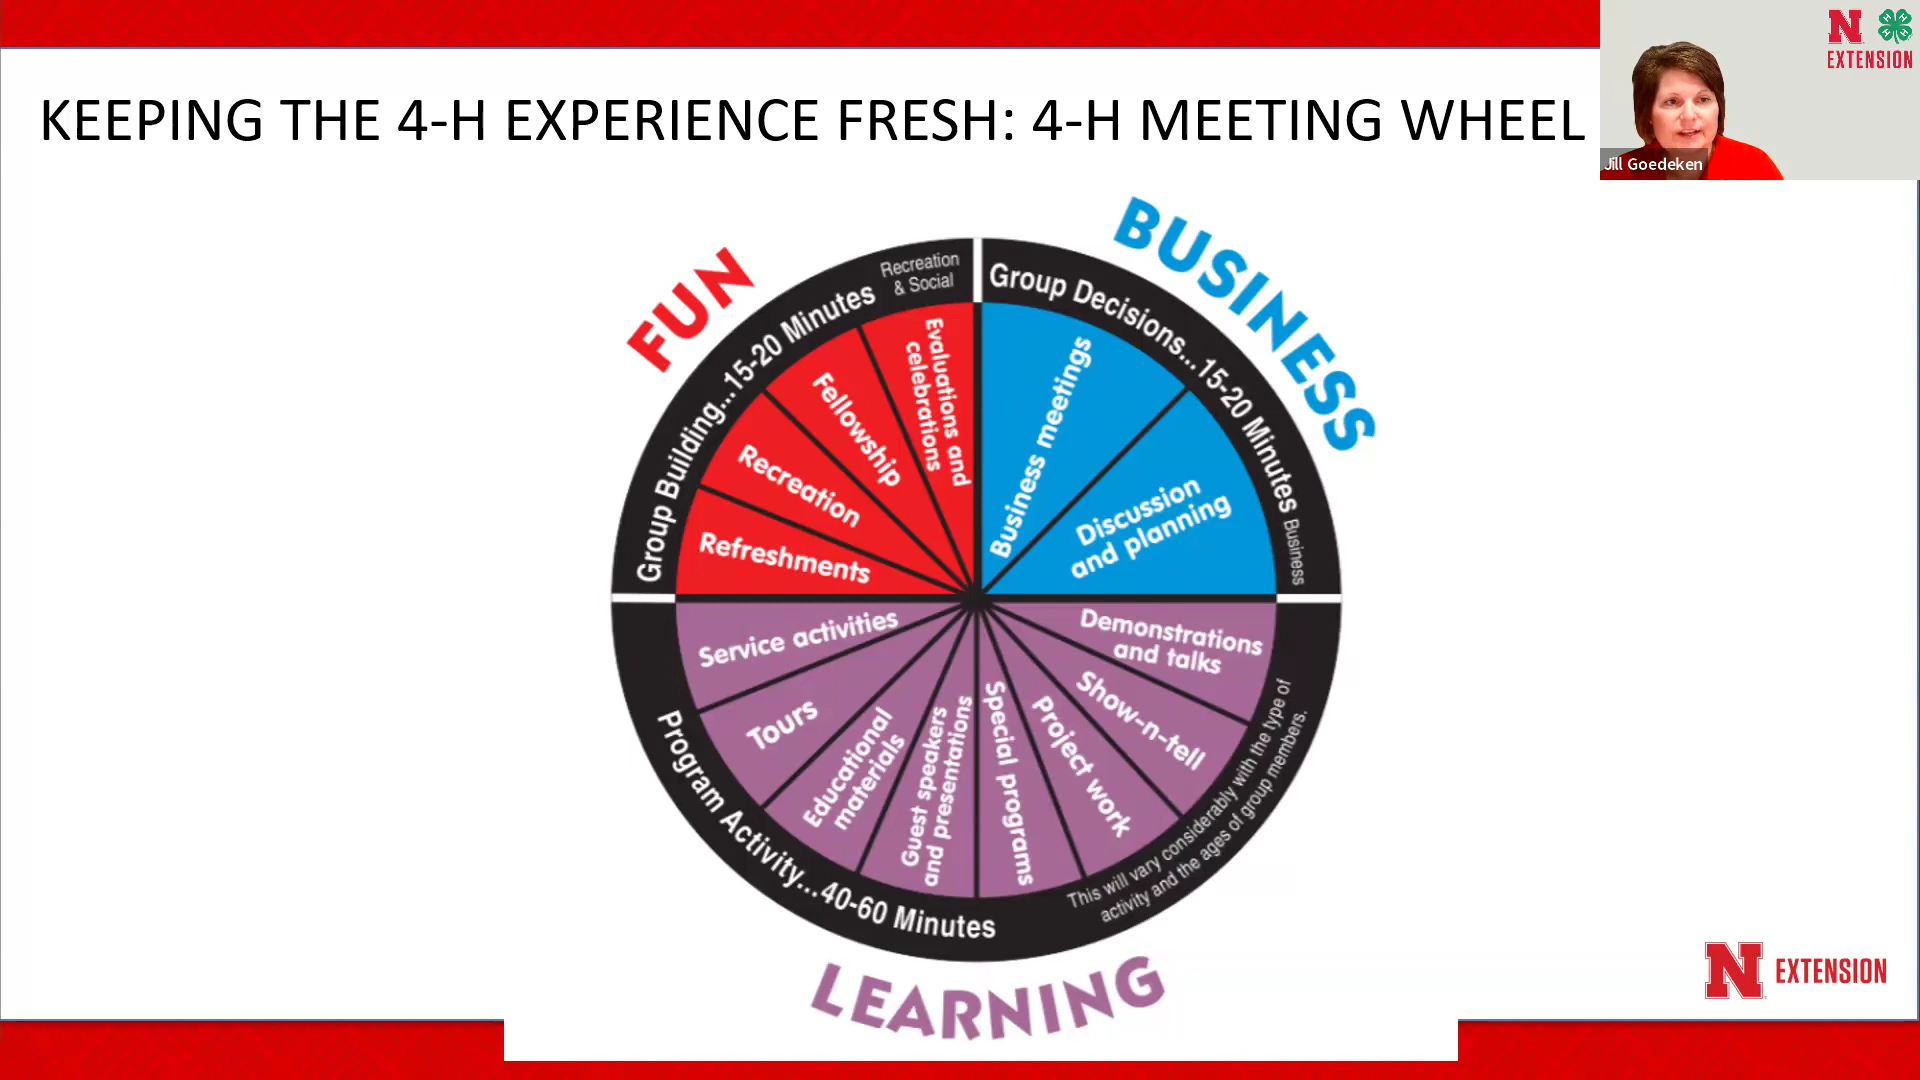 KEEPING THE 4-H EXPERIENCE FRESH: 4-H MEETING WHEEL
N
EXTENSION
Jill Goedeken
FUN
Group Building...15-20 Minutes
Recreation
& Social
Evaluations and
celebrations
Fellowship
Recreation
Refreshments
BUSINESS
Group Decisions...15-20 Minutes
Business
Business meetings
Discussion
and planning
Demonstrations
and talks
Show-n-tell
Project work
Special programs
Guest speakers
and presentations
Educational
materials
Tours
Service activities
Program Activity...40-60 Minutes
This will vary considerably with the type of
activity and the ages of group members.
LEARNING
N EXTENSION